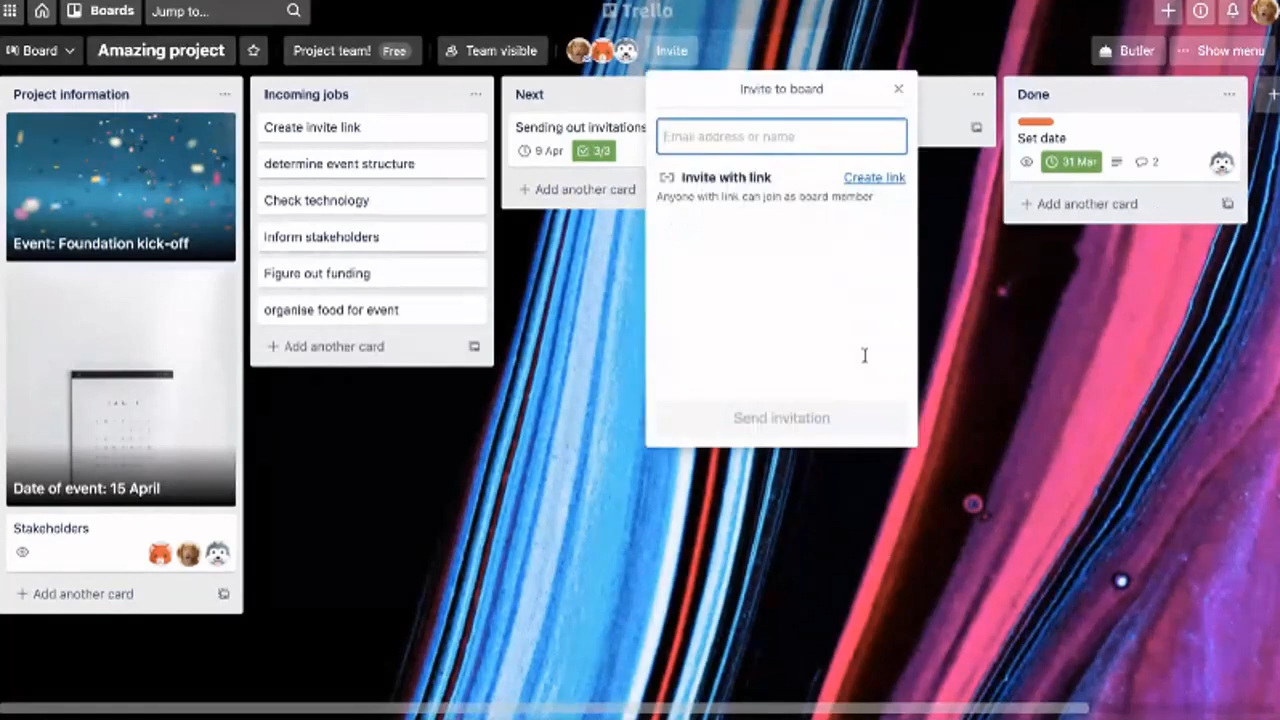 Boards
Jump to...
Trello
Board
Amazing project
Project team! Free
Team visible
Invite
Butler
... Show menu
Project information
Event: Foundation kick-off
Date of event: 15 April
Stakeholders
+ Add another card
Incoming jobs
Create invite link
determine event structure
Check technology
Inform stakeholders
Figure out funding
organise food for event
+ Add another card
Next
Sending out invitations
9 Apr 3/3
+ Add another card
Invite to board
Email address or name
Invite with link Create link
Anyone with link can join as board member
Send invitation
Done
Set date
31 Mar 2
+ Add another card